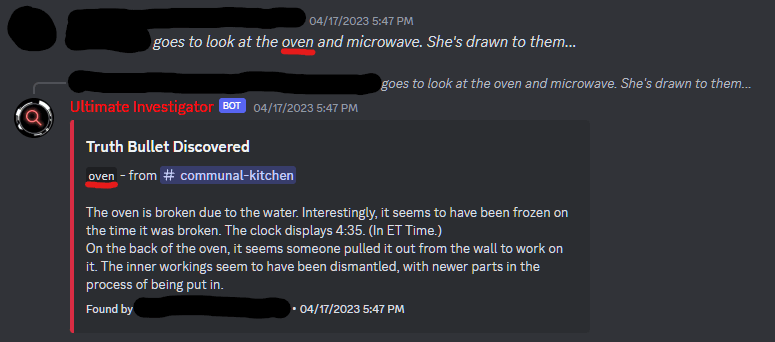 04/17/2023 5:47 PM
goes to look at the oven and microwave. She's drawn to them...
goes to look at the oven and microwave. She's drawn to them...
Ultimate Investigator BOT 04/17/2023 5:47 PM
Truth Bullet Discovered
oven - from # communal-kitchen
The oven is broken due to the water. Interestingly, it seems to have been frozen on
the time it was broken. The clock displays 4:35. (In ET Time.)
On the back of the oven, it seems someone pulled it out from the wall to work on
it. The inner workings seem to have been dismantled, with newer parts in the
process of being put in.
Found by • 04/17/2023 5:47 PM